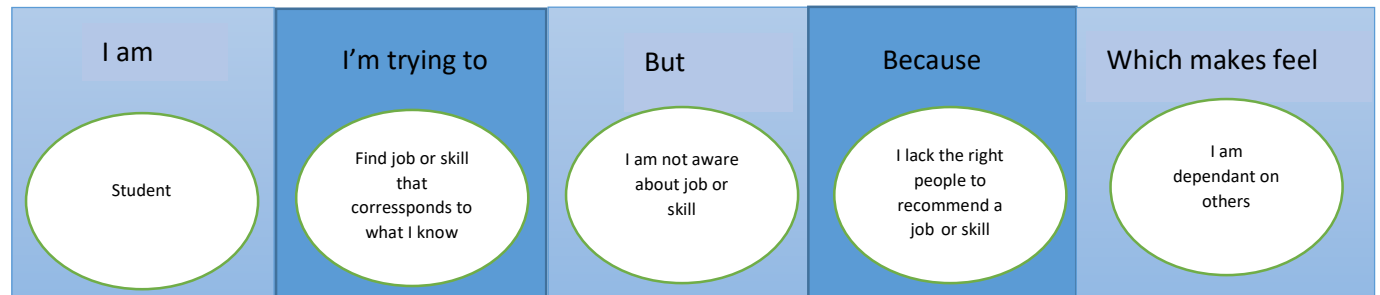 I am
I'm trying to
But
Because
Which makes feel
Student
Find job or skill
that
corressponds to
what I know
I am not aware
about job or
skill
I lack the right
people to
recommend a
job or skill
I am
dependant on
others